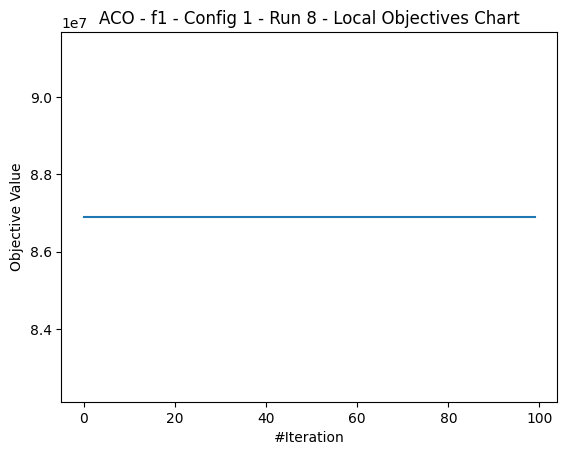 ACO - f1 - Config 1 - Run 8 - Local Objectives Chart
1e7
9.0
8.8
8.6
8.4
Objective Value
0 20 40 60 80 100
#Iteration